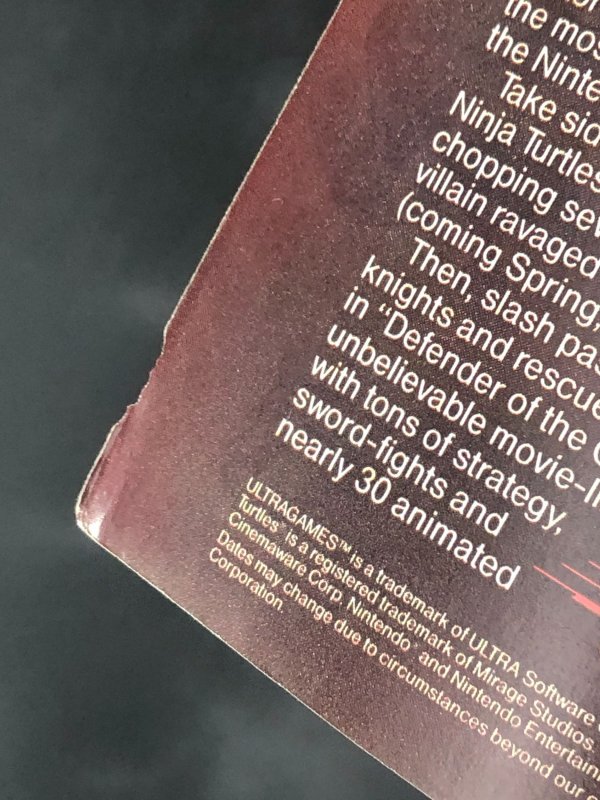 the mos
the Ninte
Take sid
Ninja Turtles
chopping sew
villain ravaged
(coming Spring,
Then, slash pas
knights and rescue
in "Defender of the C
unbelievable movie-li
with tons of strategy,
sword-fights and
nearly 30 animated
ULTRAGAMES™ is a trademark of ULTRA Software
Turtles® is a registered trademark of Mirage Studios.
Cinemaware Corp. Nintendo® and Nintendo Entertain
Dates may change due to circumstances beyond our c
Corporation.